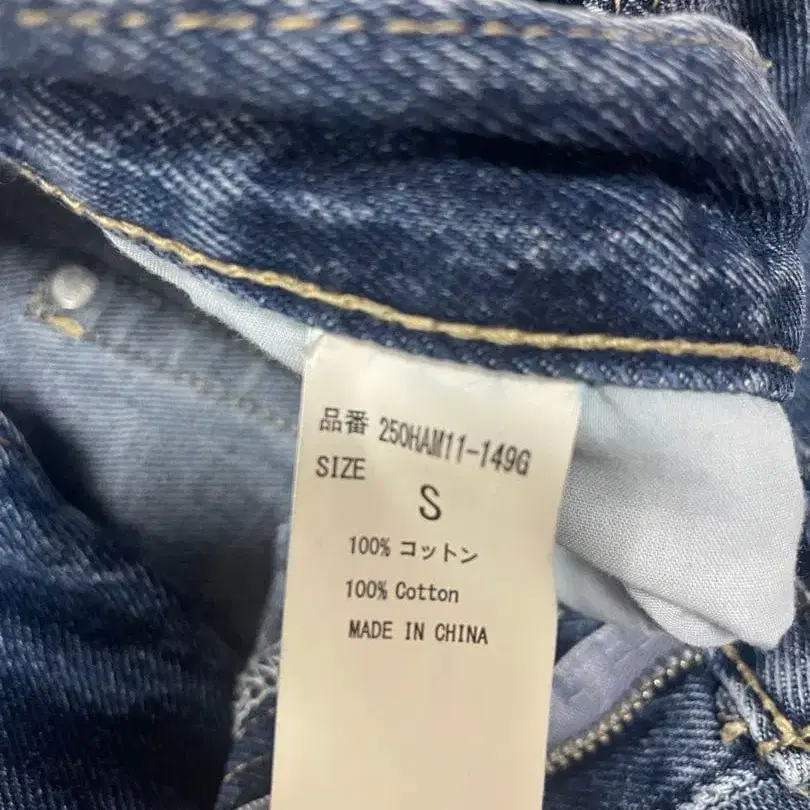 品番 250HAM11-149G
SIZE
S
100% コットン
100% Cotton
MADE IN CHINA